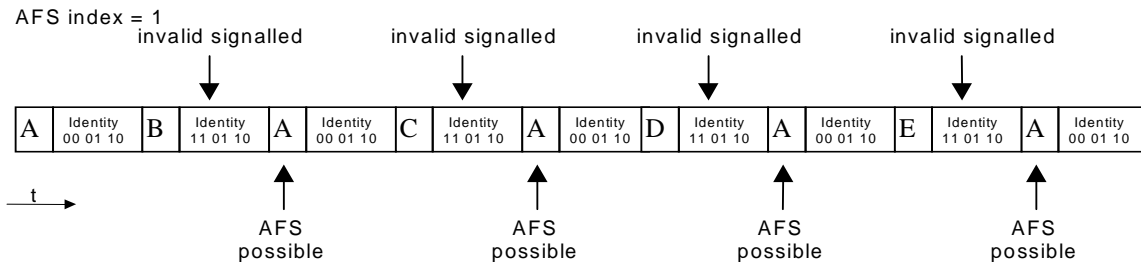 AFS index = 1
invalid signalled invalid signalled invalid signalled invalid signalled
A Identity B Identity A Identity C Identity A Identity D Identity A Identity E Identity A Identity
00 01 10 11 01 10 00 01 10 11 01 10 00 01 10 11 01 10 00 01 10 11 01 10 00 01 10
t
AFS AFS AFS AFS
possible possible possible possible